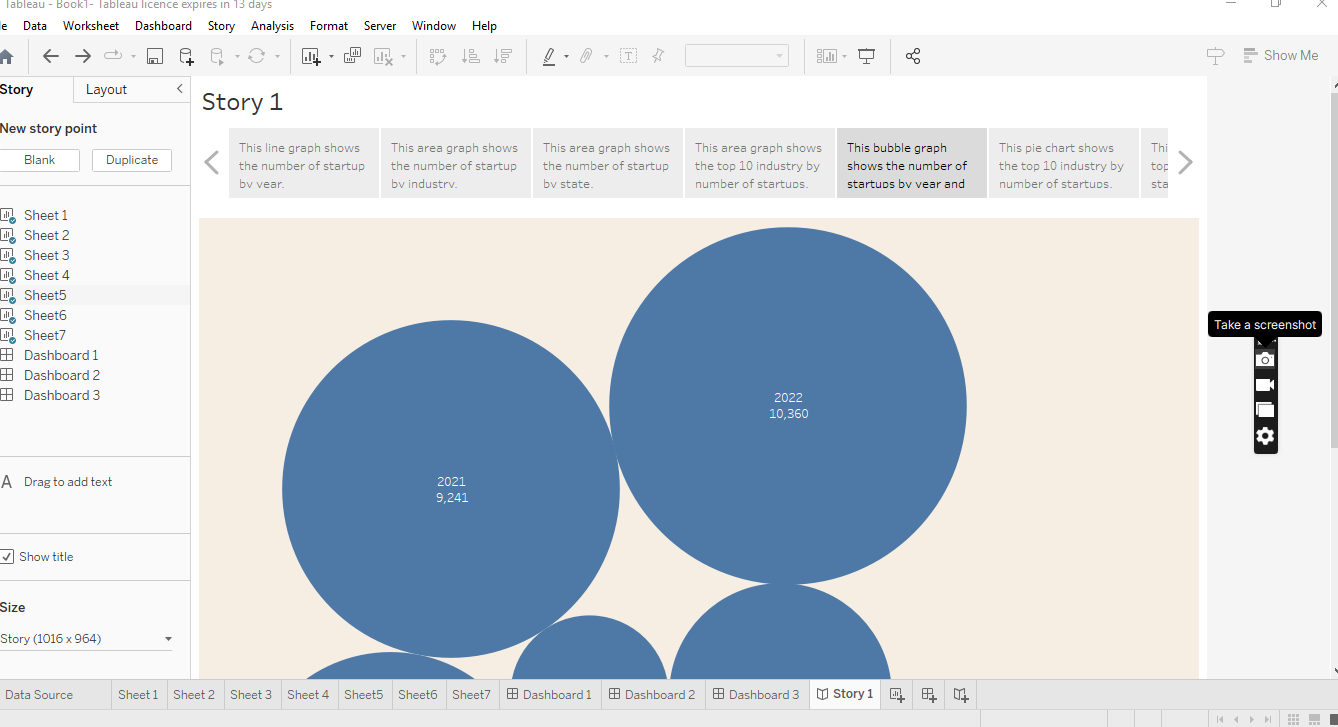 Tableau - Book1- Tableau licence expires in 13 days
le Data Worksheet Dashboard Story Analysis Format Server Window Help
Show Me
Story Layout
Story 1
New story point
Blank Duplicate
This line graph shows
the number of startup
by year.
This area graph shows
the number of startup
by industry.
This area graph shows
the number of startup
by state.
This area graph shows
the top 10 industry by
number of startups.
This bubble graph
shows the number of
startups by year and
This pie chart shows
the top 10 industry by
number of startups.
Thi
top
sta
Sheet 1
Sheet 2
Sheet 3
Sheet 4
Sheet5
Sheet6
Sheet7
Dashboard 1
Dashboard 2
Dashboard 3
Take a screenshot
2022
10,360
2021
9,241
A Drag to add text
Show title
Size
Story (1016 x 964)
Data Source Sheet 1 Sheet 2 Sheet 3 Sheet 4 Sheet5 Sheet6 Sheet7 Dashboard 1 Dashboard 2 Dashboard 3 Story 1